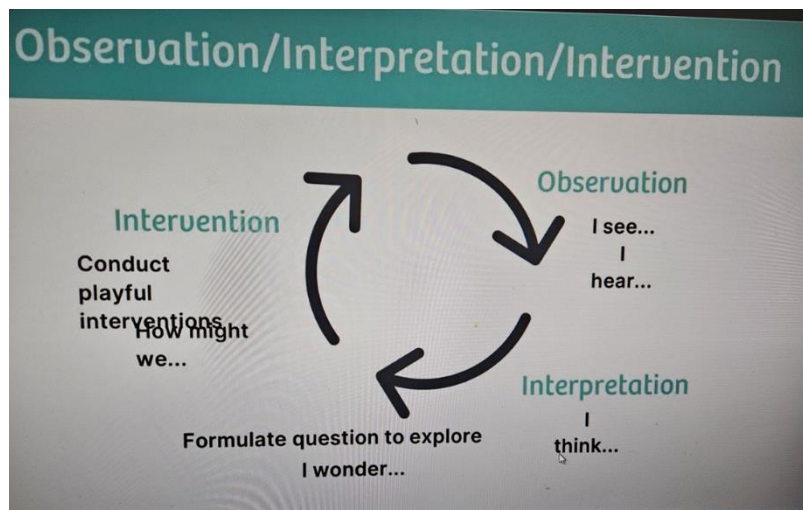 Observation/Interpretation/Intervention
Observation
I see...
I
hear...
Interpretation
I
think...
Formulate question to explore
I wonder...
Intervention
Conduct
playful
interventions
How might
we...